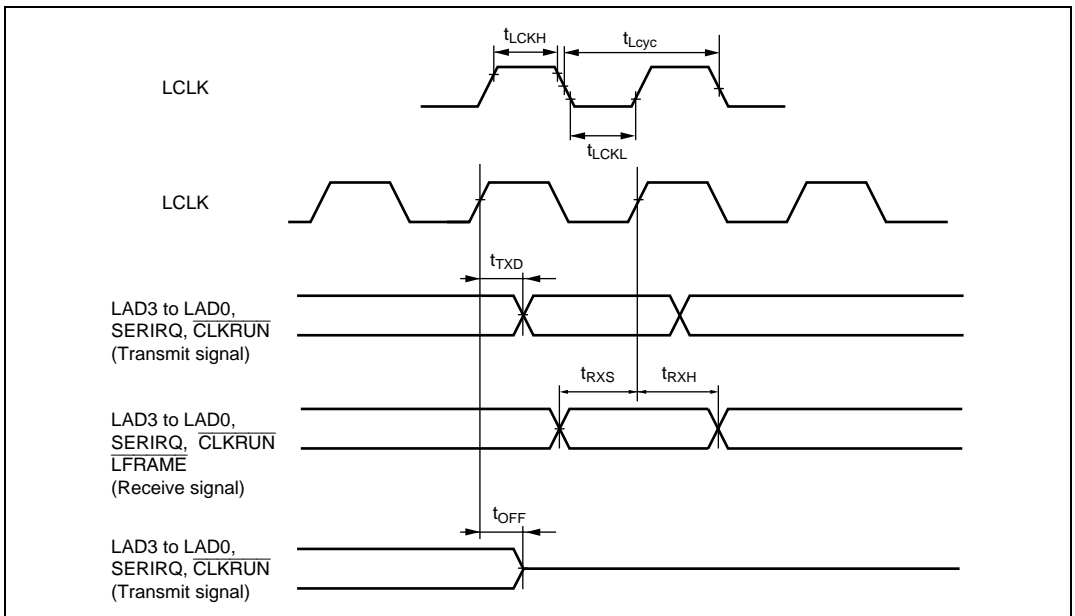 tLCKH
tLcyc
LCLK
tLCKL
LCLK
tTXD
LAD3 to LAD0,
SERIRQ, CLKRUN
(Transmit signal)
tRXS
tRXH
LAD3 to LAD0,
SERIRQ, CLKRUN
LFRAME
(Receive signal)
tOFF
LAD3 to LAD0,
SERIRQ, CLKRUN
(Transmit signal)